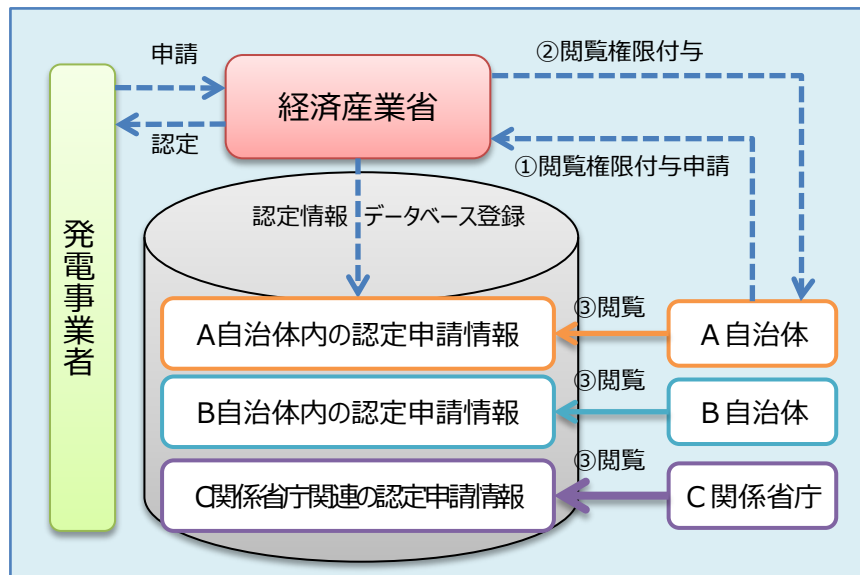 申請
認定
経済産業省
②閲覧権限付与
①閲覧権限付与申請
発電事業者
認定情報 データベース登録
A自治体内の認定申請情報
③閲覧
A自治体
B自治体内の認定申請情報
③閲覧
B自治体
C関係省庁関連の認定申請情報
③閲覧
C関係省庁